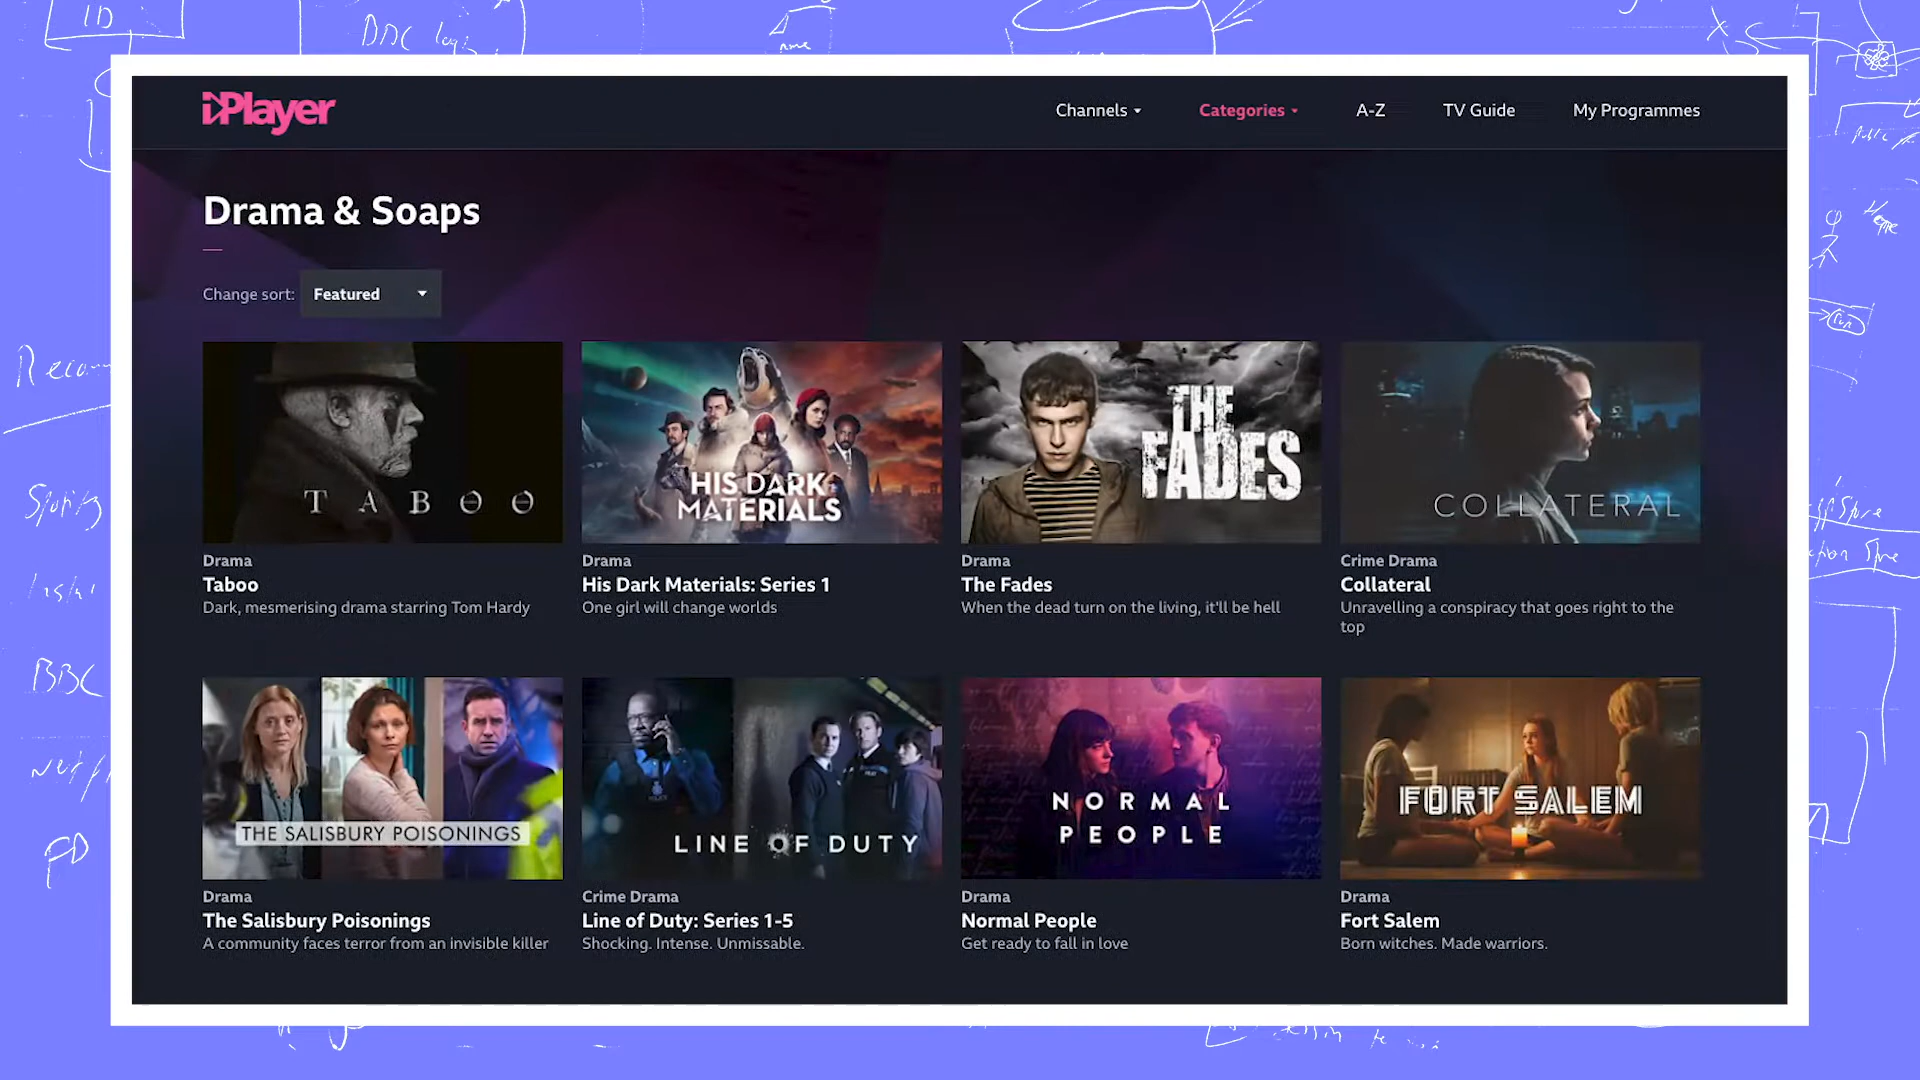 ID
BBC login
name
iPlayer
Channels
Categories
A-Z
TV Guide
My Programmes
Drama & Soaps
Change sort: Featured
TABOO
HIS DARK
MATERIALS
THE
FADES
COLLATERAL
Drama
Taboo
Dark, mesmerising drama starring Tom Hardy
Drama
His Dark Materials: Series 1
One girl will change worlds
Drama
The Fades
When the dead turn on the living, it'll be hell
Crime Drama
Collateral
Unravelling a conspiracy that goes right to the
top
THE SALISBURY POISONINGS
LINE OF DUTY
NORMAL
PEOPLE
FORT SALEM
Drama
The Salisbury Poisonings
A community faces terror from an invisible killer
Crime Drama
Line of Duty: Series 1-5
Shocking. Intense. Unmissable.
Drama
Normal People
Get ready to fall in love
Drama
Fort Salem
Born witches. Made warriors.
BBC